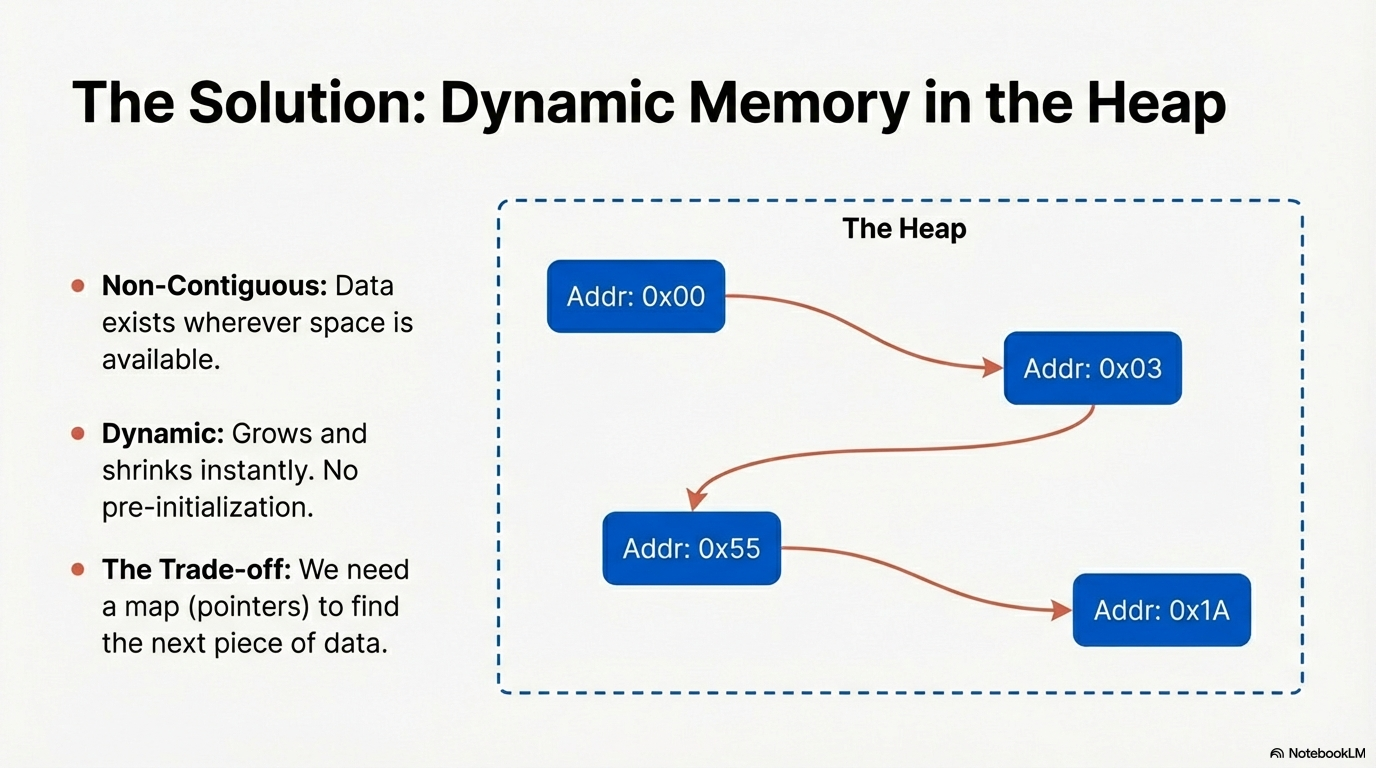 The Solution: Dynamic Memory in the Heap
• Non-Contiguous: Data
exists wherever space is
available.
• Dynamic: Grows and
shrinks instantly. No
pre-initialization.
• The Trade-off: We need
a map (pointers) to find
the next piece of data.
The Heap
Addr: 0x00
Addr: 0x03
Addr: 0x55
Addr: 0x1A
NotebookLM